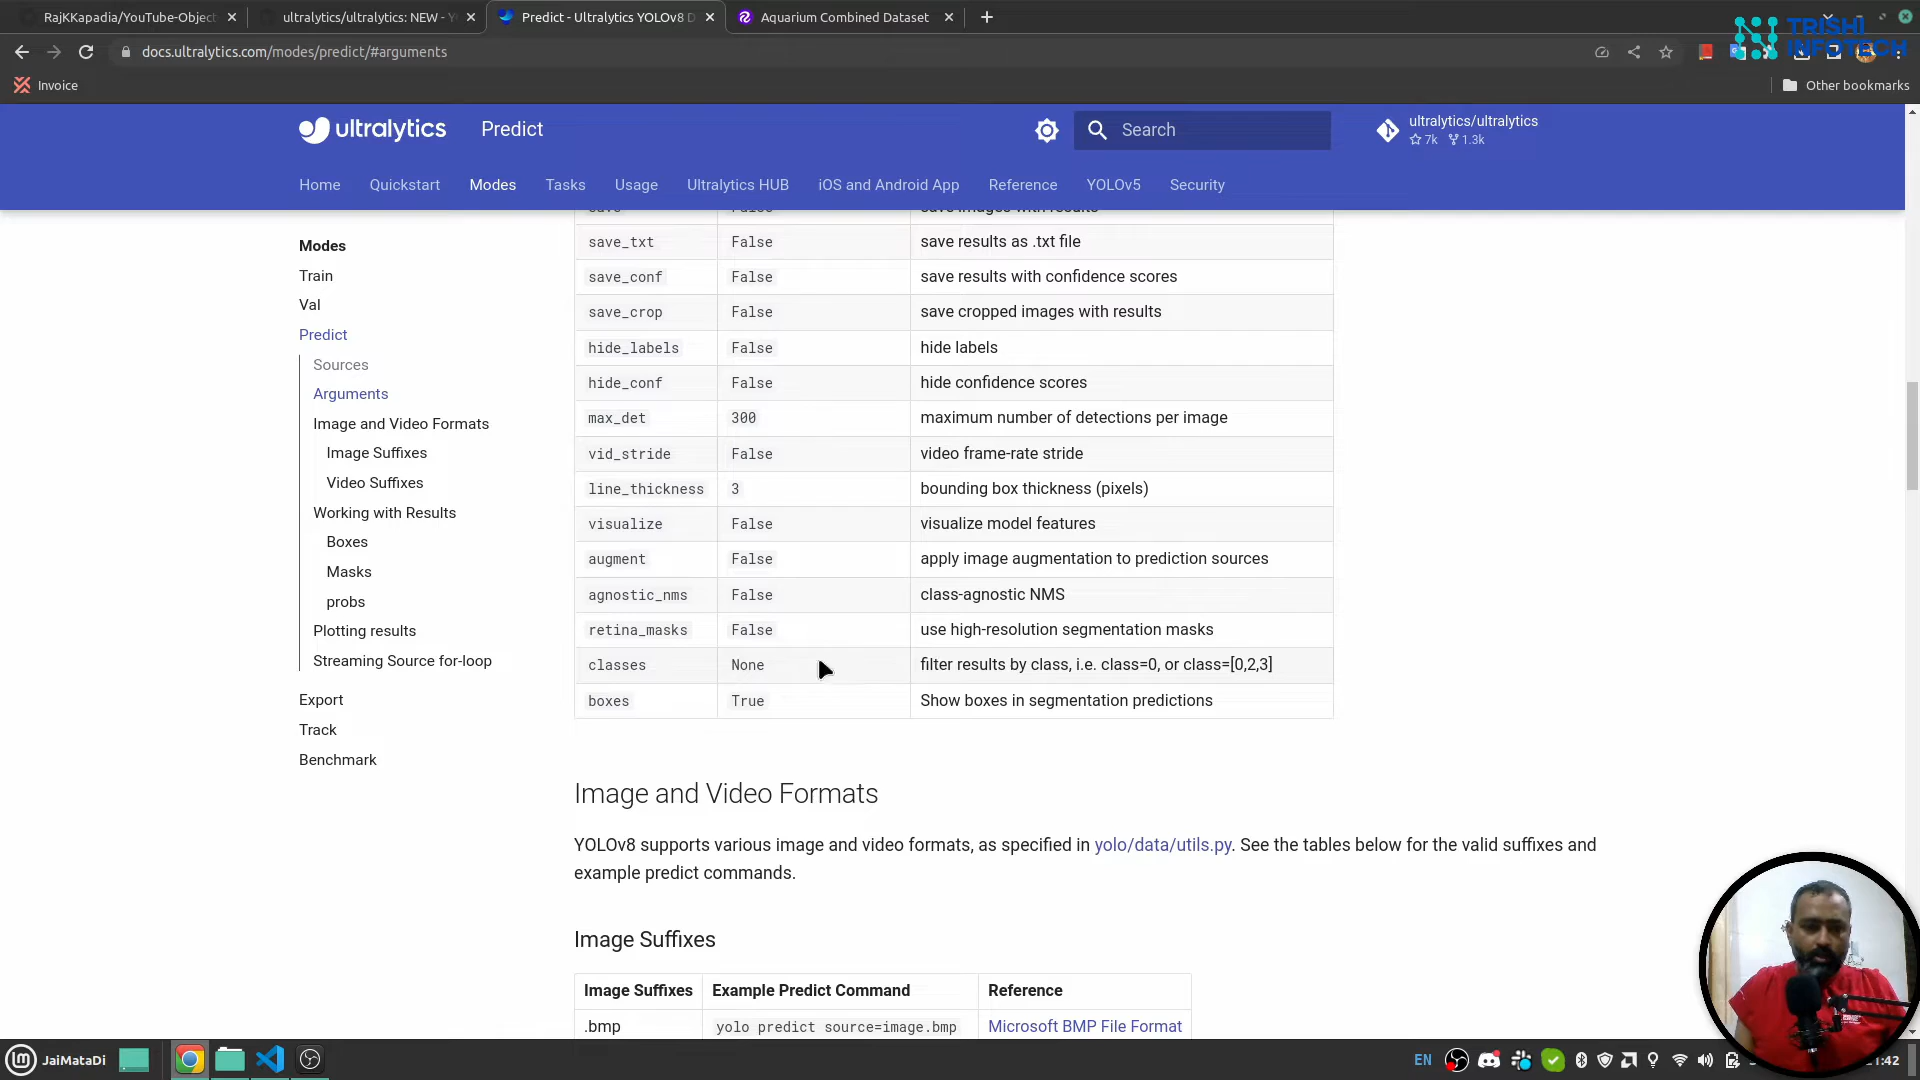 RajKKapadia/YouTube-Object
ultralytics/ultralytics: NEW - Y
Predict - Ultralytics YOLOv8 D
Aquarium Combined Dataset
TRISHI
INFOTECH
docs.ultralytics.com/modes/predict/#arguments
Invoice
Other bookmarks
ultralytics
Predict
Search
ultralytics/ultralytics
7k 1.3k
Home Quickstart Modes Tasks Usage Ultralytics HUB iOS and Android App Reference YOLOv5 Security
Modes
Train
Val
Predict
Sources
Arguments
Image and Video Formats
Image Suffixes
Video Suffixes
Working with Results
Boxes
Masks
probs
Plotting results
Streaming Source for-loop
Export
Track
Benchmark
save False save images with results
save_txt False save results as .txt file
save_conf False save results with confidence scores
save_crop False save cropped images with results
hide_labels False hide labels
hide_conf False hide confidence scores
max_det 300 maximum number of detections per image
vid_stride False video frame-rate stride
line_thickness 3 bounding box thickness (pixels)
visualize False visualize model features
augment False apply image augmentation to prediction sources
agnostic_nms False class-agnostic NMS
retina_masks False use high-resolution segmentation masks
classes None filter results by class, i.e. class=0, or class=[0,2,3]
boxes True Show boxes in segmentation predictions
Image and Video Formats
YOLOv8 supports various image and video formats, as specified in yolo/data/utils.py. See the tables below for the valid suffixes and
example predict commands.
Image Suffixes
Image Suffixes Example Predict Command Reference
.bmp yolo predict source=image.bmp Microsoft BMP File Format
JaiMataDi
EN
:42